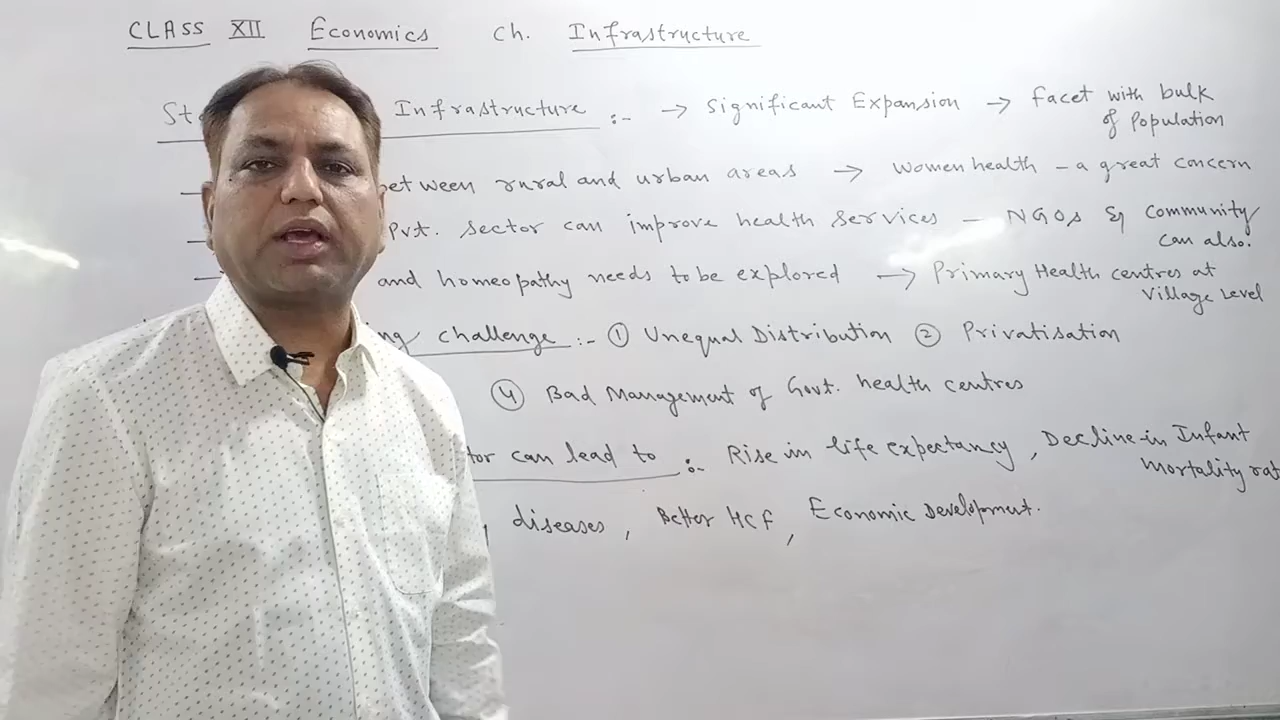 CLASS XII Economics Ch. Infrastructure
Infrastructure :- → Significant Expansion → facet with bulk
of population
between rural and urban areas → Women health - a great concern
Pvt. Sector can improve health services - NGOs & Community
can also.
and homeopathy needs to be explored → Primary Health centres at
Village Level
challenge :- ① Unequal Distribution ② Privatisation
④ Bad Management of Govt. health centres
can lead to :- Rise in life expectancy, Decline in Infant
Mortality rat
diseases, Better HCF, Economic Development.